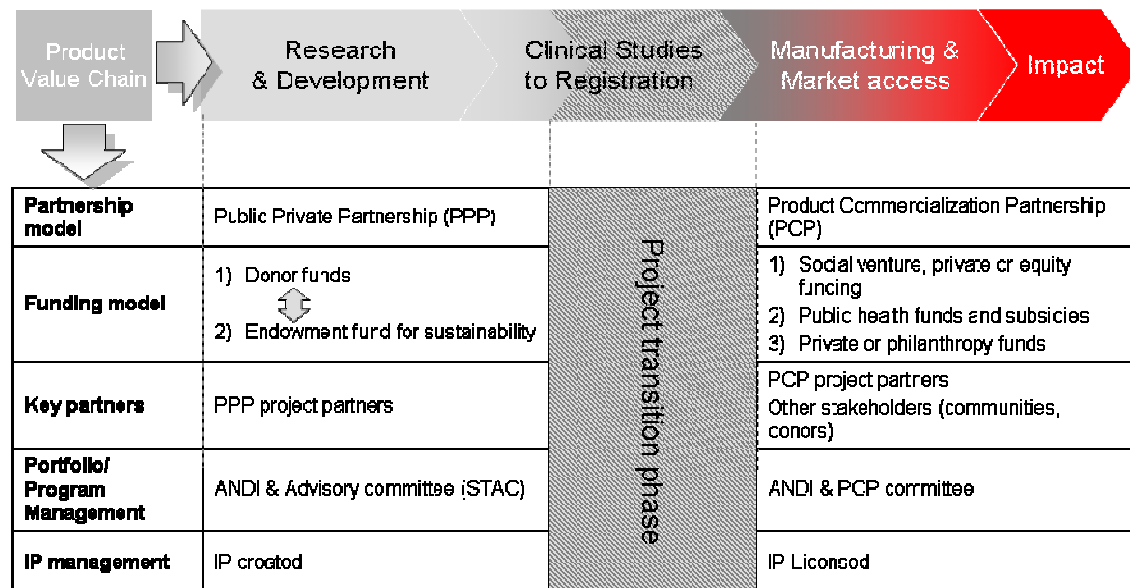 Product
Value Chain
Research
& Development
Clinical Studies
to Registration
Manufacturing &
Market access
Impact
Partnership
model
Public Private Partnership (PPP)
Product Commercialization Partnership
(PCP)
Funding model
1) Donor funds
2) Endowment fund for sustainability
1) Social venture, private or equity
funding
2) Public health funds and subsidies
3) Private or philanthropy funds
Key partners
PPP project partners
PCP project partners
Other stakeholders (communities,
donors)
Portfolio/
Program
Management
ANDI & Advisory committee (STAC)
ANDI & PCP committee
IP management
IP created
IP Licensed
Project transition phase